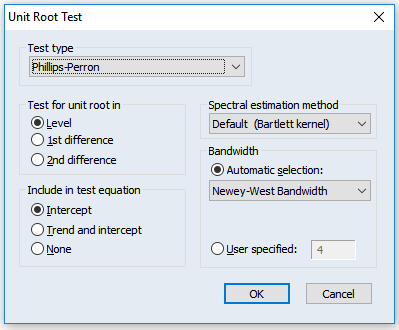 Unit Root Test
Test type
Phillips-Perron
Test for unit root in
Level
1st difference
2nd difference
Include in test equation
Intercept
Trend and intercept
None
Spectral estimation method
Default (Bartlett kernel)
Bandwidth
Automatic selection:
Newey-West Bandwidth
User specified: 4
OK Cancel